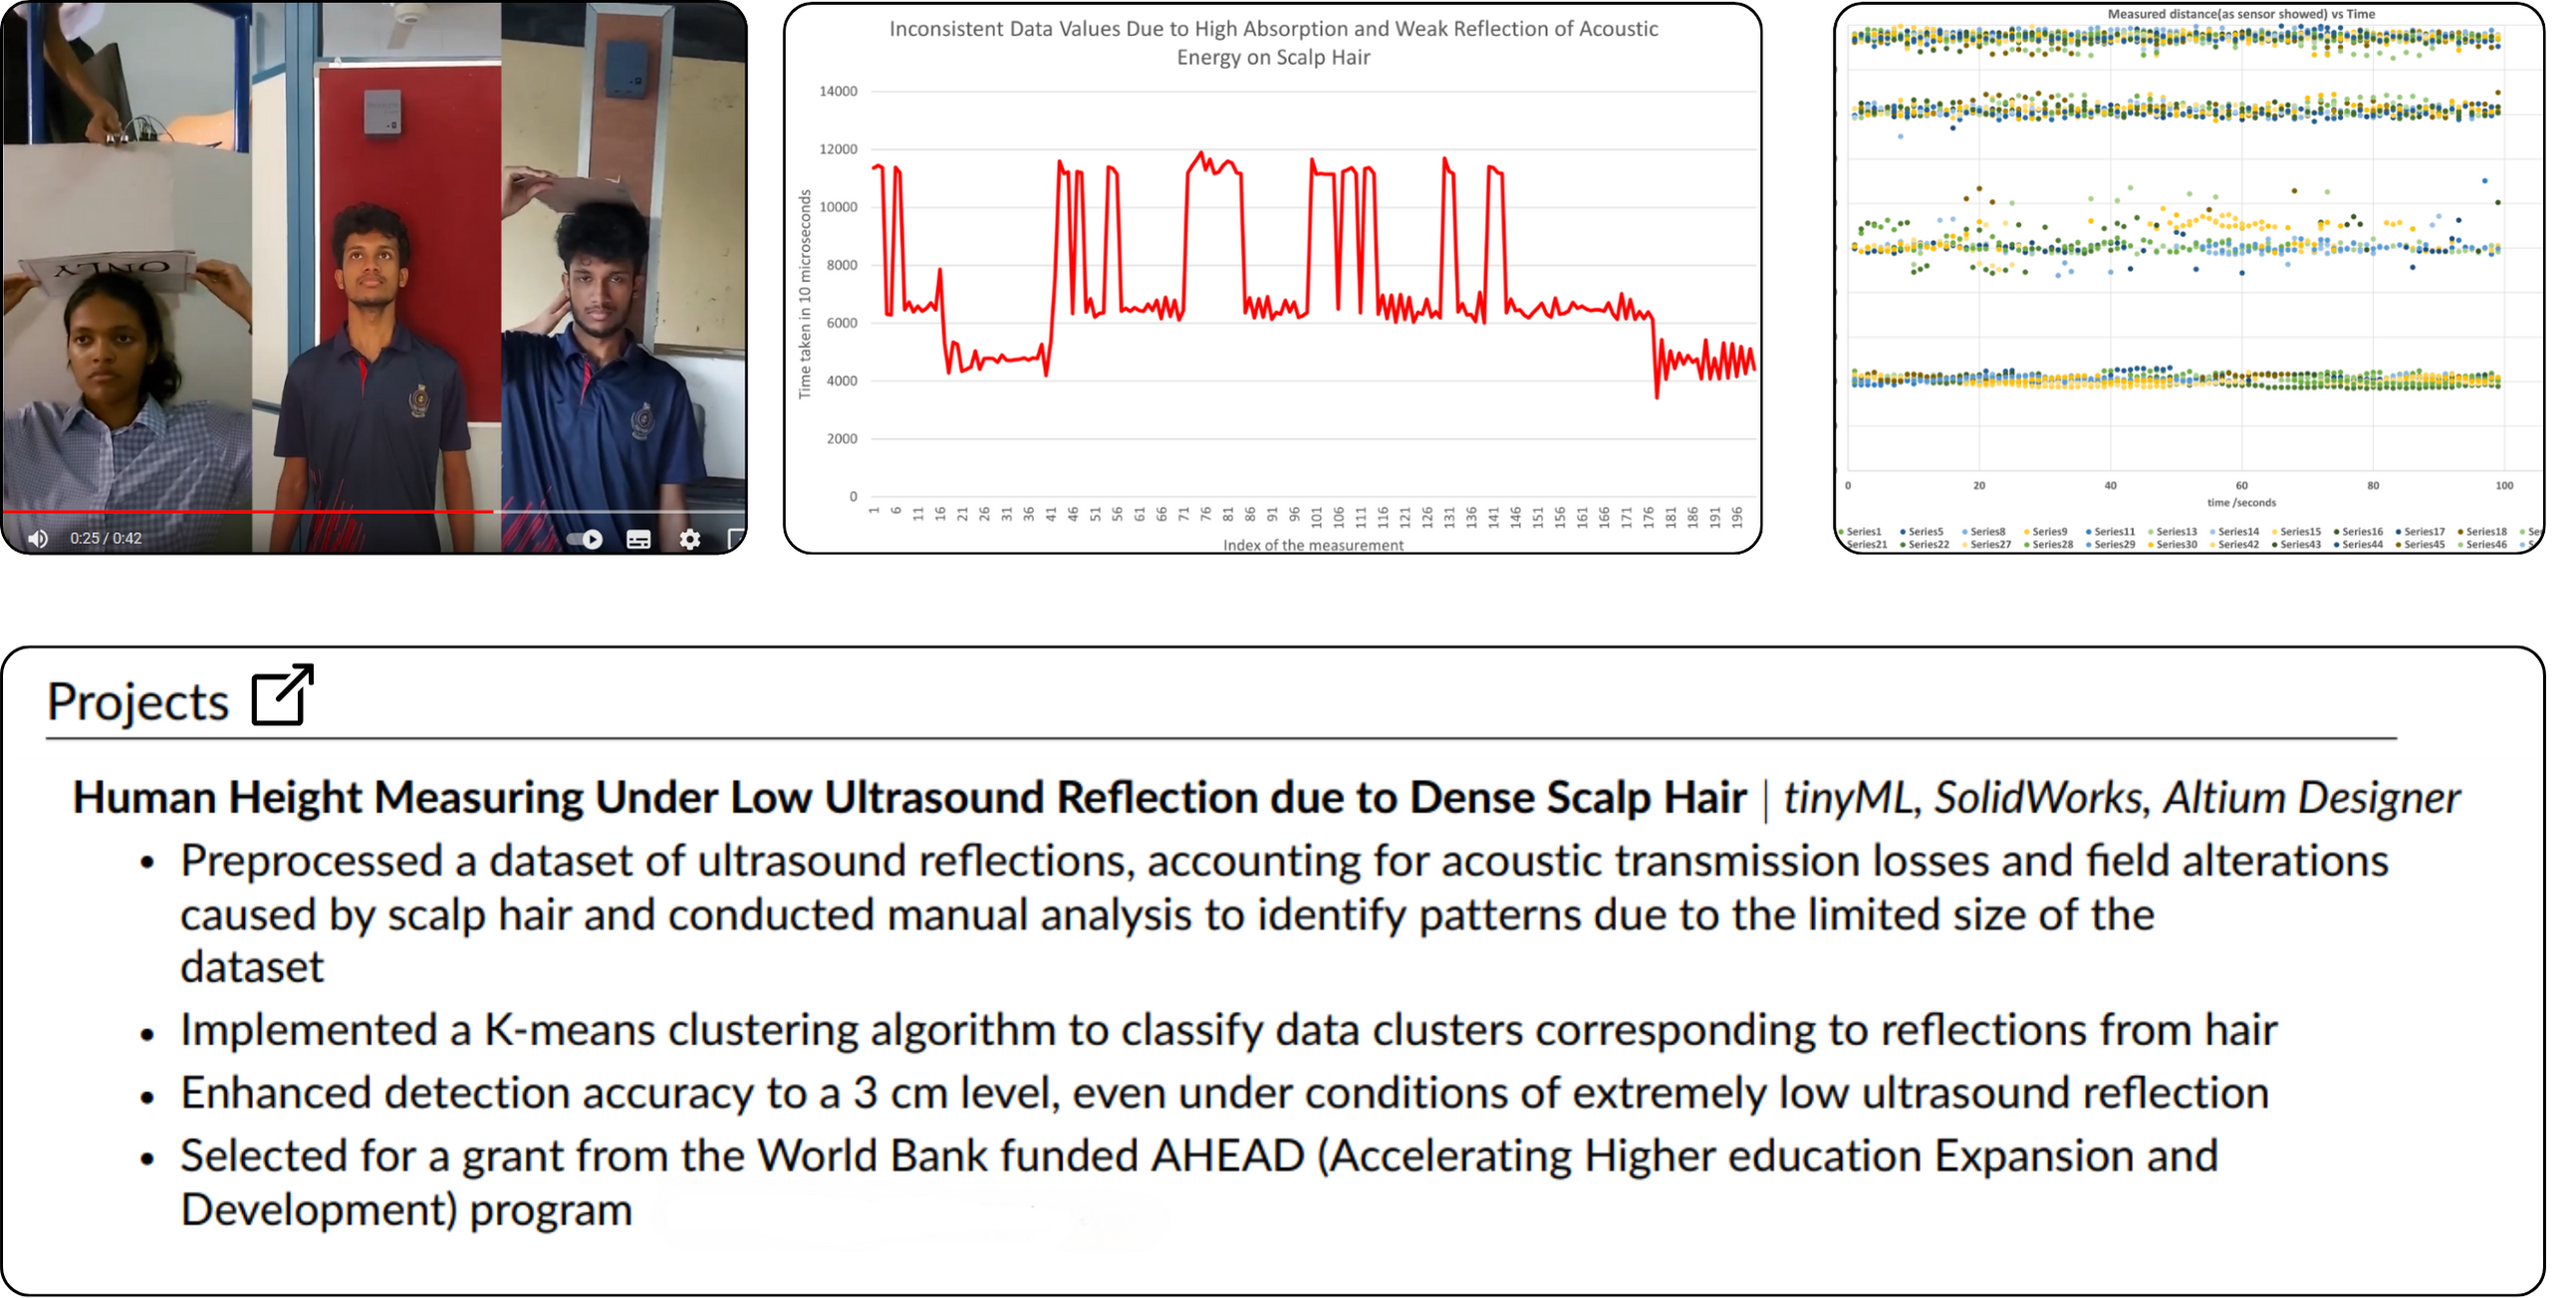 ONLY
0:25 / 0:42
Inconsistent Data Values Due to High Absorption and Weak Reflection of Acoustic
Energy on Scalp Hair
Time taken in 10 microseconds
14000
12000
10000
8000
6000
4000
2000
0
1 6 11 16 21 26 31 36 41 46 51 56 61 66 71 76 81 86 91 96 101 106 111 116 121 126 131 136 141 146 151 156 161 166 171 176 181 186 191 196
Index of the measurement
Measured distance(as sensor showed) vs Time
0 20 40 60 80 100
time /seconds
Series1 Series5 Series8 Series9 Series11 Series13 Series14 Series15 Series16 Series17 Series18 Se
Series21 Series22 Series27 Series28 Series29 Series30 Series42 Series43 Series44 Series45 Series46
Projects
Human Height Measuring Under Low Ultrasound Reflection due to Dense Scalp Hair | tinyML, SolidWorks, Altium Designer
• Preprocessed a dataset of ultrasound reflections, accounting for acoustic transmission losses and field alterations
caused by scalp hair and conducted manual analysis to identify patterns due to the limited size of the
dataset
• Implemented a K-means clustering algorithm to classify data clusters corresponding to reflections from hair
• Enhanced detection accuracy to a 3 cm level, even under conditions of extremely low ultrasound reflection
• Selected for a grant from the World Bank funded AHEAD (Accelerating Higher education Expansion and
Development) program